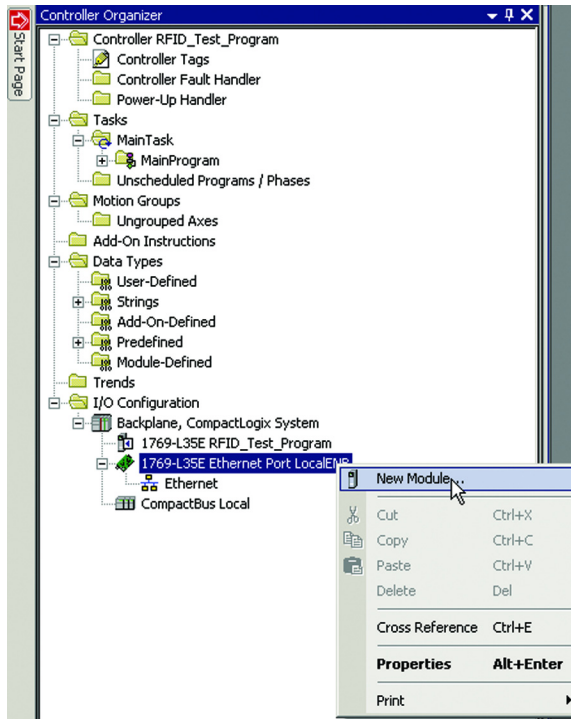 Controller Organizer
Start Page
Controller RFID_Test_Program
Controller Tags
Controller Fault Handler
Power-Up Handler
Tasks
MainTask
MainProgram
Unscheduled Programs / Phases
Motion Groups
Ungrouped Axes
Add-On Instructions
Data Types
User-Defined
Strings
Add-On-Defined
Predefined
Module-Defined
Trends
I/O Configuration
Backplane, CompactLogix System
1769-L35E RFID_Test_Program
1769-L35E Ethernet Port LocalENB
Ethernet
CompactBus Local
New Module...
Cut Ctrl+X
Copy Ctrl+C
Paste Ctrl+V
Delete Del
Cross Reference Ctrl+E
Properties Alt+Enter
Print